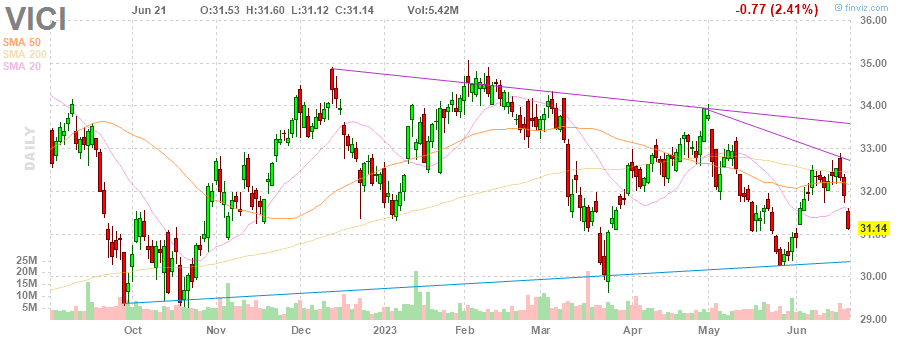 VICI Jun 21 O:31.53 H:31.60 L:31.12 C:31.14 Vol:5.42M -0.77 (2.41%) © finviz.com
SMA 50
SMA 200
SMA 20
DAILY
36.00
35.00
34.00
33.00
32.00
31.14
31.00
30.00
29.00
25M
20M
15M
10M
5M
Oct Nov Dec 2023 Feb Mar Apr May Jun